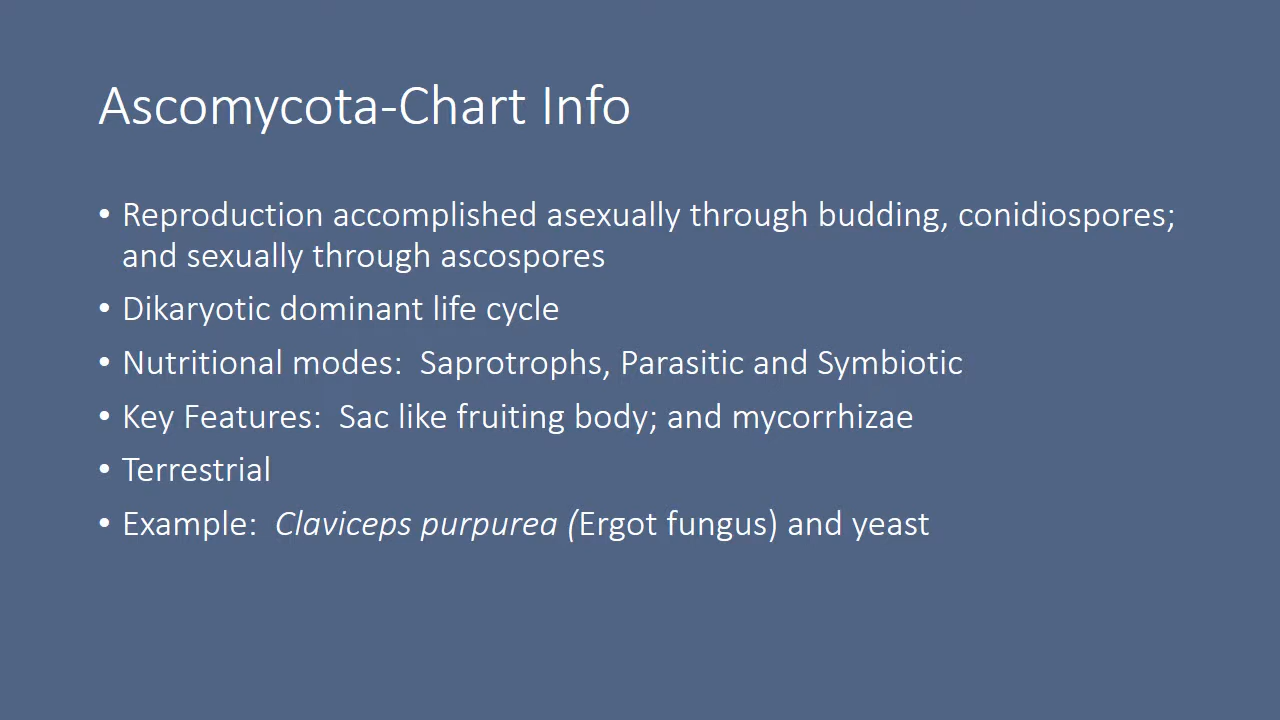 Ascomycota-Chart Info
• Reproduction accomplished asexually through budding, conidiospores;
and sexually through ascospores
• Dikaryotic dominant life cycle
• Nutritional modes:  Saprotrophs, Parasitic and Symbiotic
• Key Features:  Sac like fruiting body; and mycorrhizae
• Terrestrial
• Example:  Claviceps purpurea (Ergot fungus) and yeast